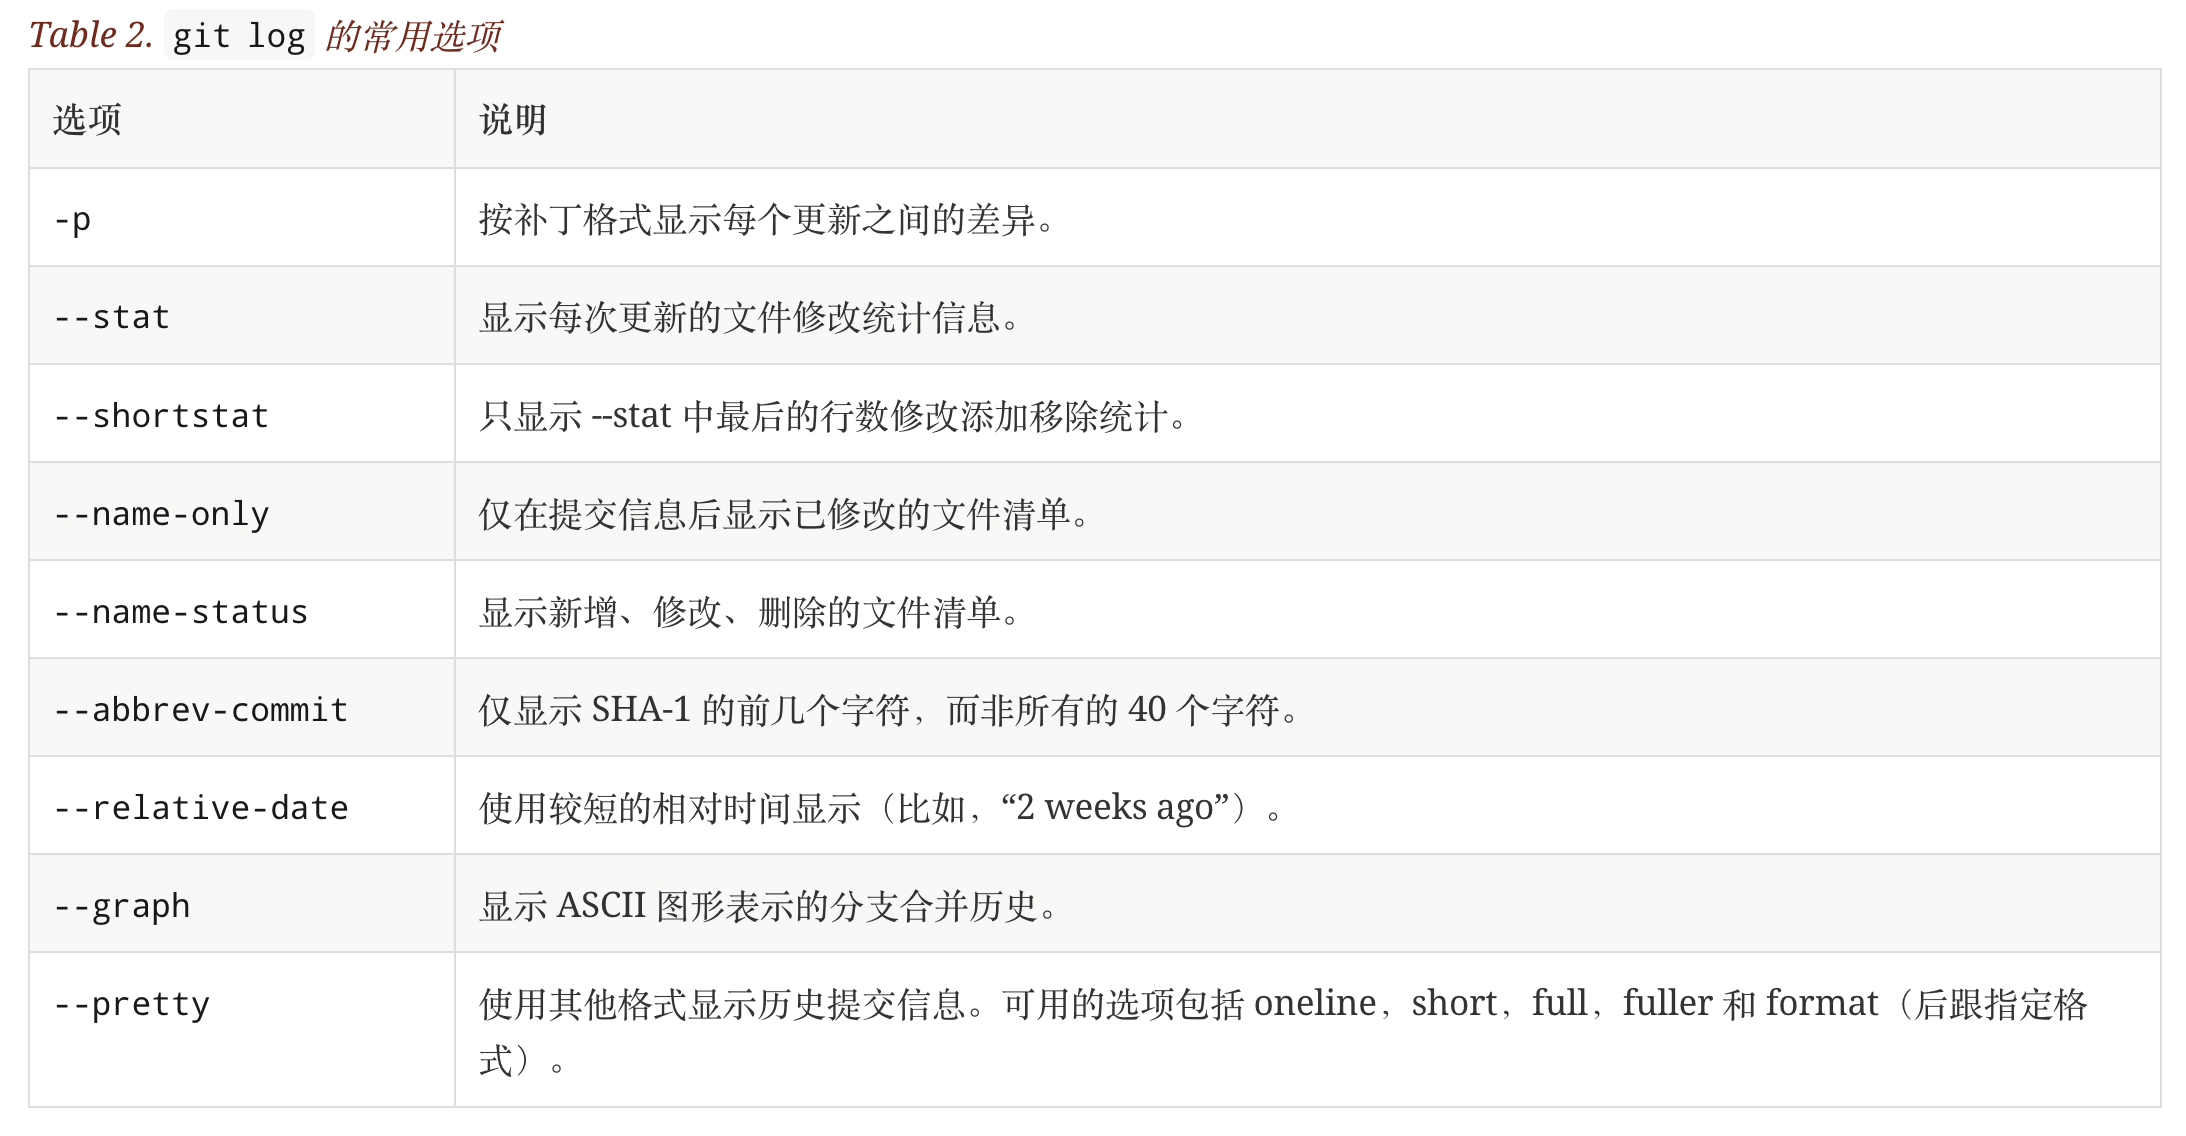 Table 2. git log 的常用选项
选项 说明
-p 按补丁格式显示每个更新之间的差异。
--stat 显示每次更新的文件修改统计信息。
--shortstat 只显示 --stat 中最后的行数修改添加移除统计。
--name-only 仅在提交信息后显示已修改的文件清单。
--name-status 显示新增、修改、删除的文件清单。
--abbrev-commit 仅显示 SHA-1 的前几个字符，而非所有的 40 个字符。
--relative-date 使用较短的相对时间显示（比如，“2 weeks ago”）。
--graph 显示 ASCII 图形表示的分支合并历史。
--pretty 使用其他格式显示历史提交信息。可用的选项包括 oneline，short，full，fuller 和 format（后跟指定格
式）。